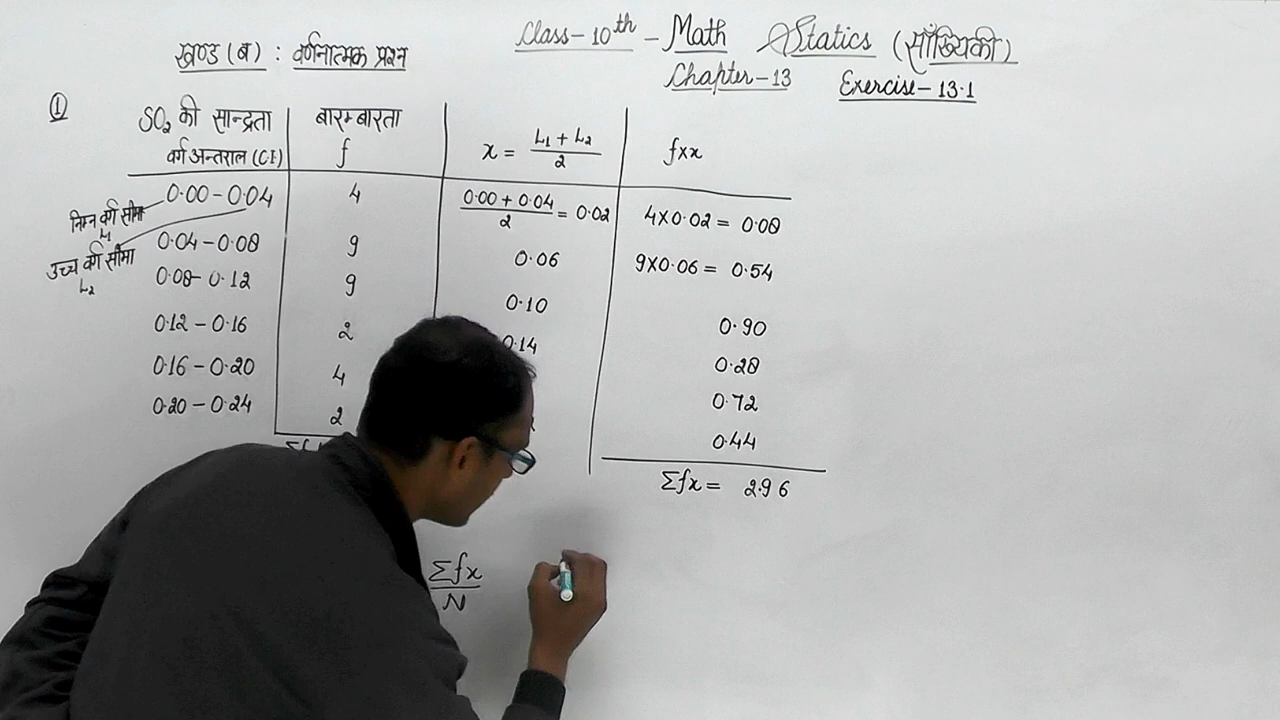 Class-10th - Math Statics (साँख्यिकी)
खण्ड (ब) : वर्णनात्मक प्रश्न
Chapter-13 Exercise-13.1
①
SO₂ की सान्द्रता बारम्बारता
वर्ग अन्तराल (CI) f x = L₁ + L₂ / 2 f×x
0.00-0.04 4 0.00 + 0.04 / 2 = 0.02 4×0.02 = 0.08
निम्न वर्ग सीमा
L₁
0.04-0.08 9 0.06 9×0.06 = 0.54
उच्च वर्ग सीमा
L₂
0.08-0.12 9 0.10 0.90
0.12-0.16 2 0.14 0.28
0.16-0.20 4 0.72
0.20-0.24 2 0.44
Σfx = 2.96
Σfx / N